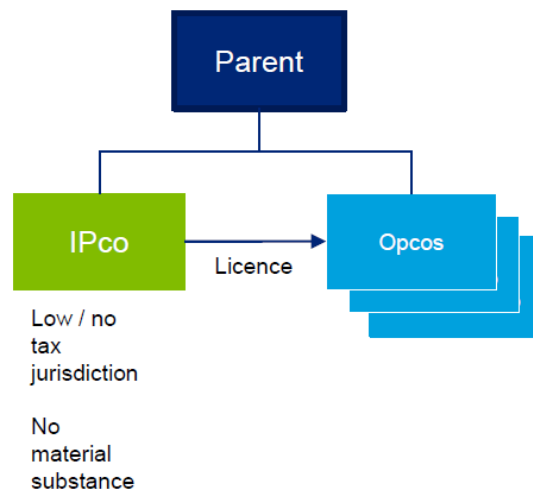 Parent
IPco
Licence
Opcos
Low / no
tax
jurisdiction
No
material
substance